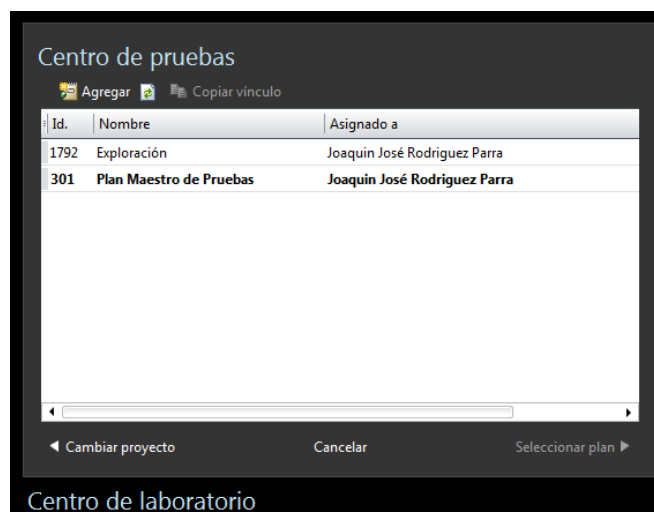 Centro de pruebas
Agregar Copiar vínculo
Id. Nombre Asignado a
1792 Exploración Joaquin José Rodriguez Parra
301 Plan Maestro de Pruebas Joaquin José Rodriguez Parra
Cambiar proyecto Cancelar Seleccionar plan
Centro de laboratorio